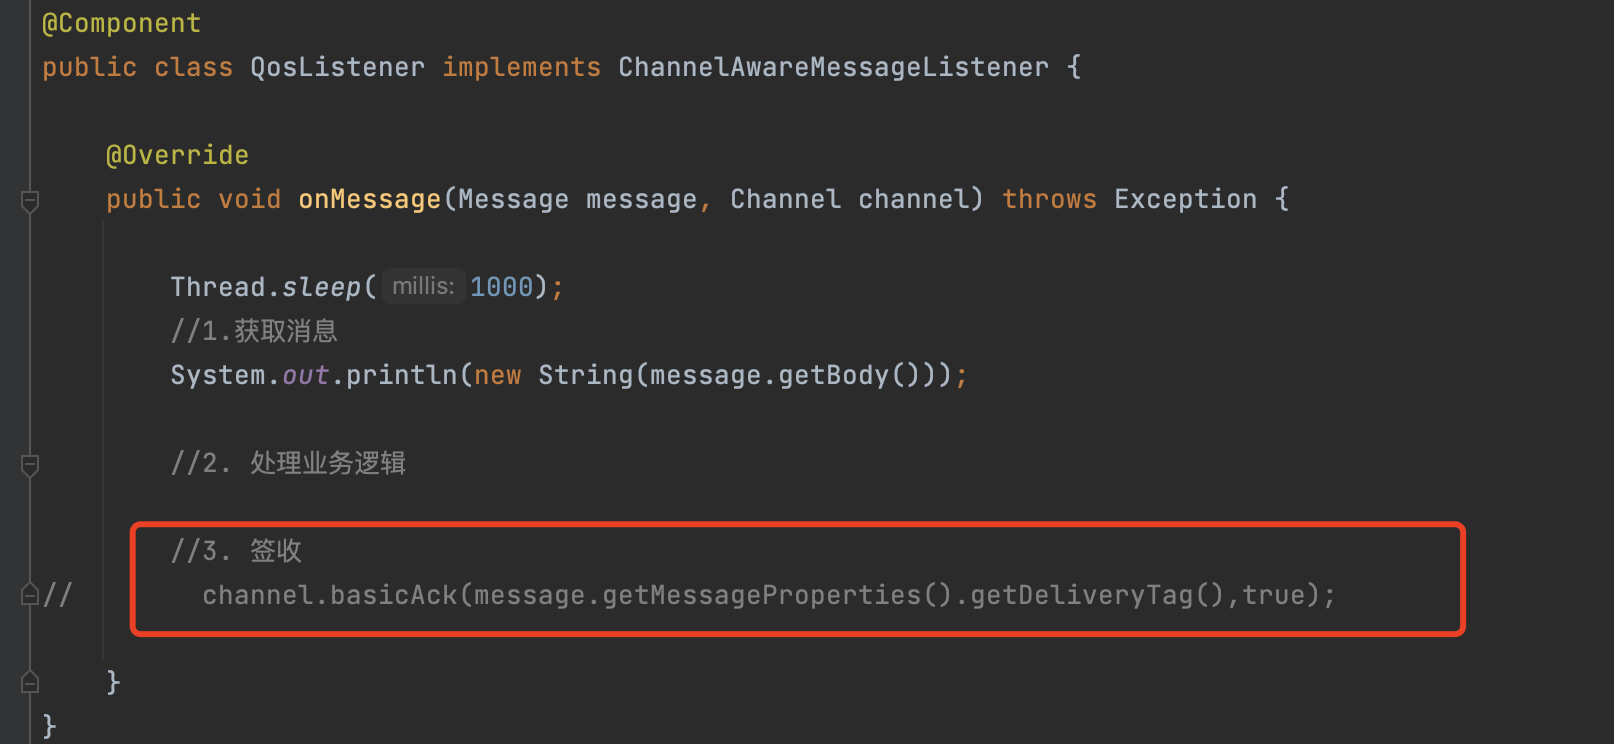 @Component
public class QosListener implements ChannelAwareMessageListener {
@Override
public void onMessage(Message message, Channel channel) throws Exception {
Thread.sleep( millis: 1000);
//1.获取消息
System.out.println(new String(message.getBody()));
//2. 处理业务逻辑
//3. 签收
// channel.basicAck(message.getMessageProperties().getDeliveryTag(),true);
}
}